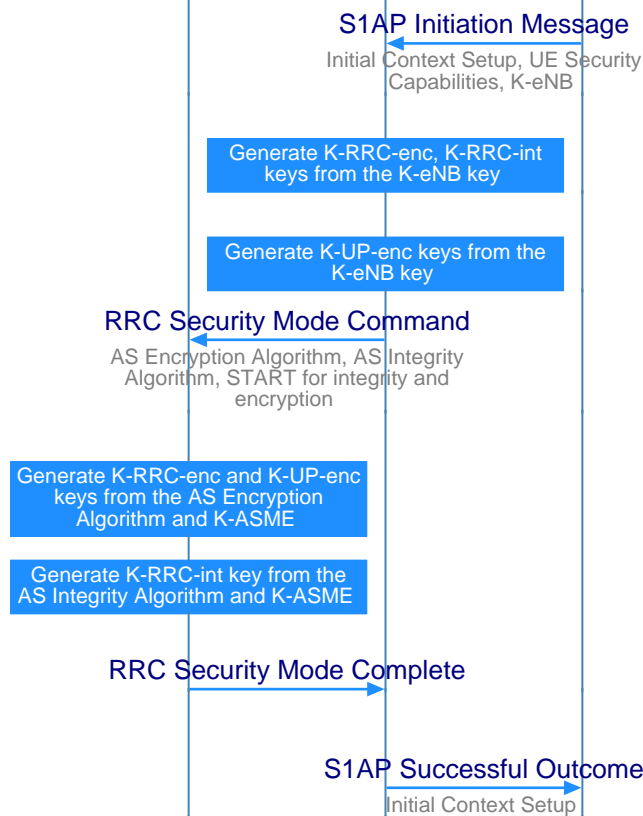 S1AP Initiation Message
Initial Context Setup, UE Security
Capabilities, K-eNB
Generate K-RRC-enc, K-RRC-int
keys from the K-eNB key
Generate K-UP-enc keys from the
K-eNB key
RRC Security Mode Command
AS Encryption Algorithm, AS Integrity
Algorithm, START for integrity and
encryption
Generate K-RRC-enc and K-UP-enc
keys from the AS Encryption
Algorithm and K-ASME
Generate K-RRC-int key from the
AS Integrity Algorithm and K-ASME
RRC Security Mode Complete
S1AP Successful Outcome
Initial Context Setup